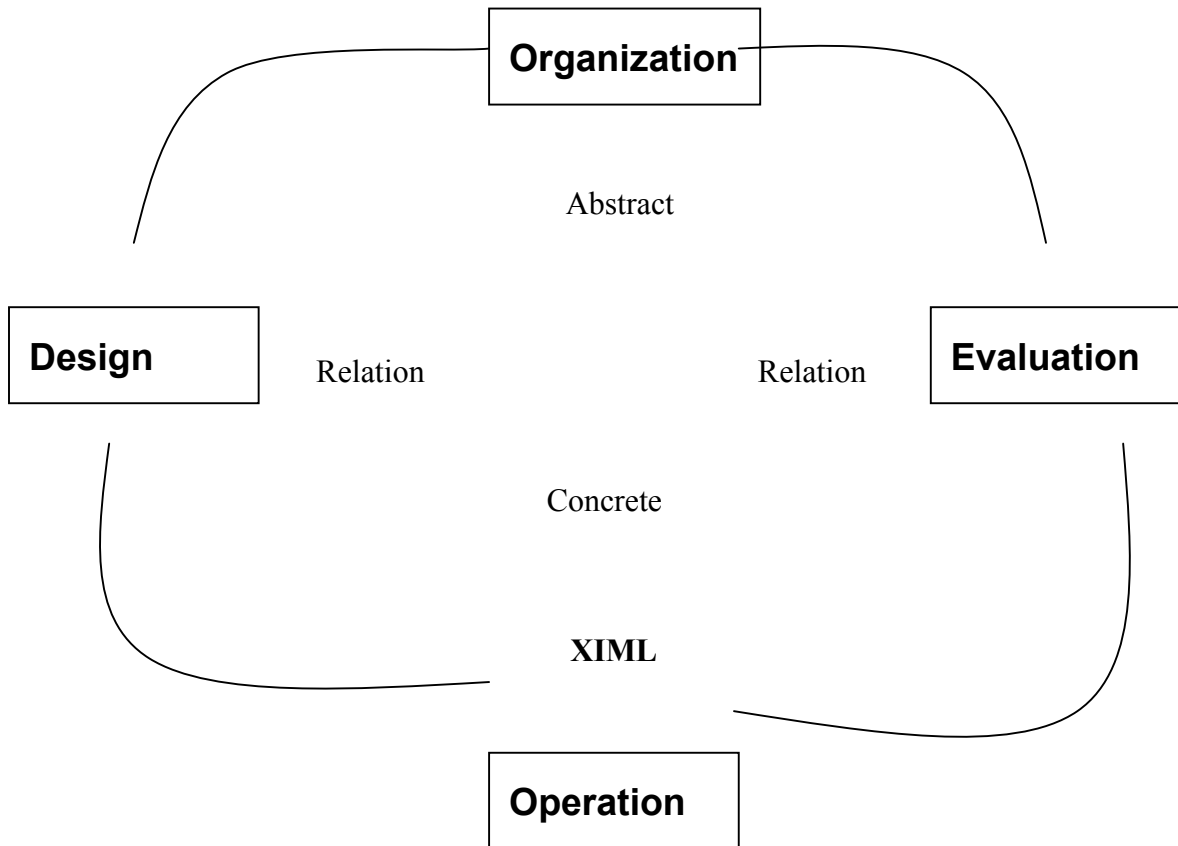 Organization
Abstract
Design
Relation
Relation
Evaluation
Concrete
XIML
Operation